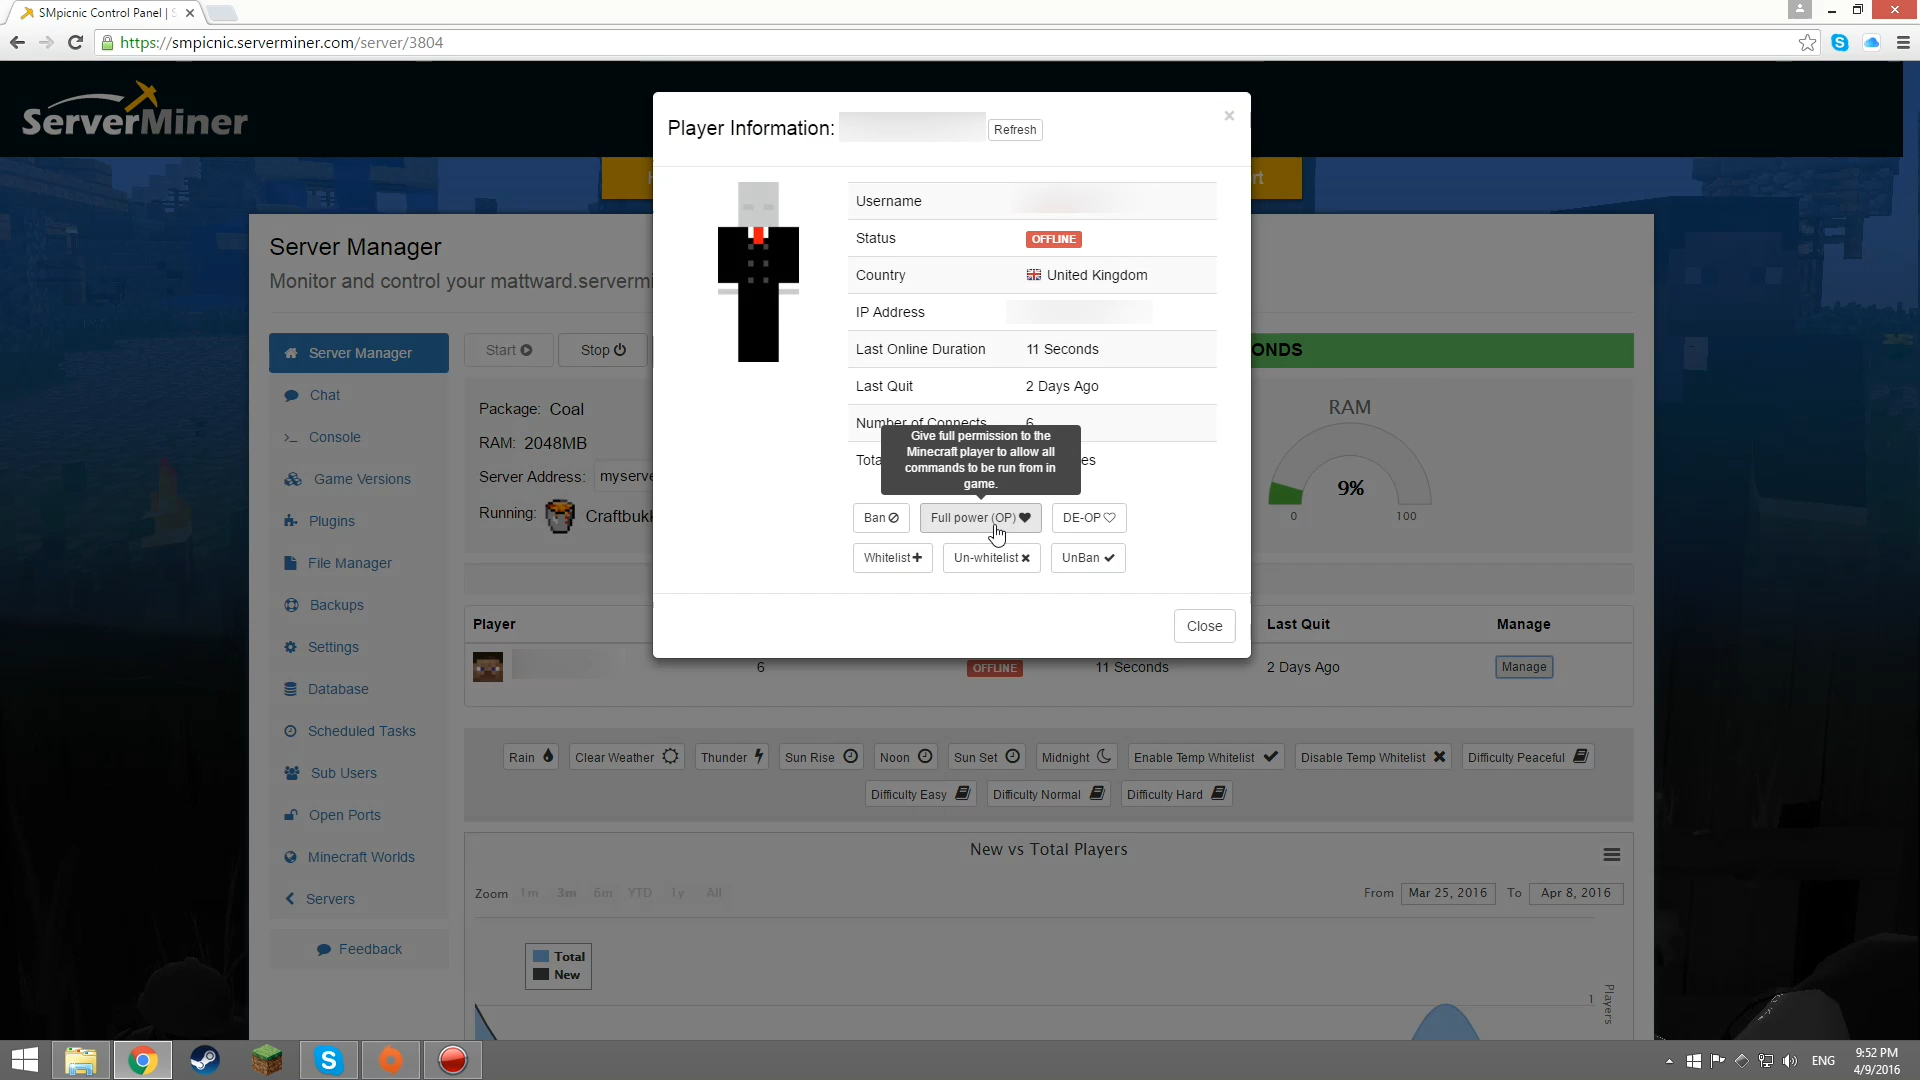 SMpicnic Control Panel |
https://smpicnic.serverminer.com/server/3804
ServerMiner
Player Information:
Refresh
×
Username
Status OFFLINE
Country United Kingdom
IP Address
Last Online Duration 11 Seconds
Last Quit 2 Days Ago
Number of Connects 6
Give full permission to the
Minecraft player to allow all
commands to be run from in
game.
Ban
Full power (OP)
DE-OP
Whitelist
Un-whitelist
UnBan
Close
Server Manager
Monitor and control your mattward.servermi
Server Manager
Chat
Console
Game Versions
Plugins
File Manager
Backups
Settings
Database
Scheduled Tasks
Sub Users
Open Ports
Minecraft Worlds
Servers
Feedback
Start
Stop
ONDS
Package: Coal
RAM: 2048MB
Server Address: myserve
Running: Craftbukk
RAM
9%
0 100
Player Last Quit Manage
6 OFFLINE 11 Seconds 2 Days Ago Manage
Rain Clear Weather Thunder Sun Rise Noon Sun Set Midnight Enable Temp Whitelist Disable Temp Whitelist Difficulty Peaceful
Difficulty Easy Difficulty Normal Difficulty Hard
New vs Total Players
Zoom 1m 3m 6m YTD 1y All
From Mar 25, 2016 To Apr 8, 2016
Total
New
1
Players
ENG
9:52 PM
4/9/2016